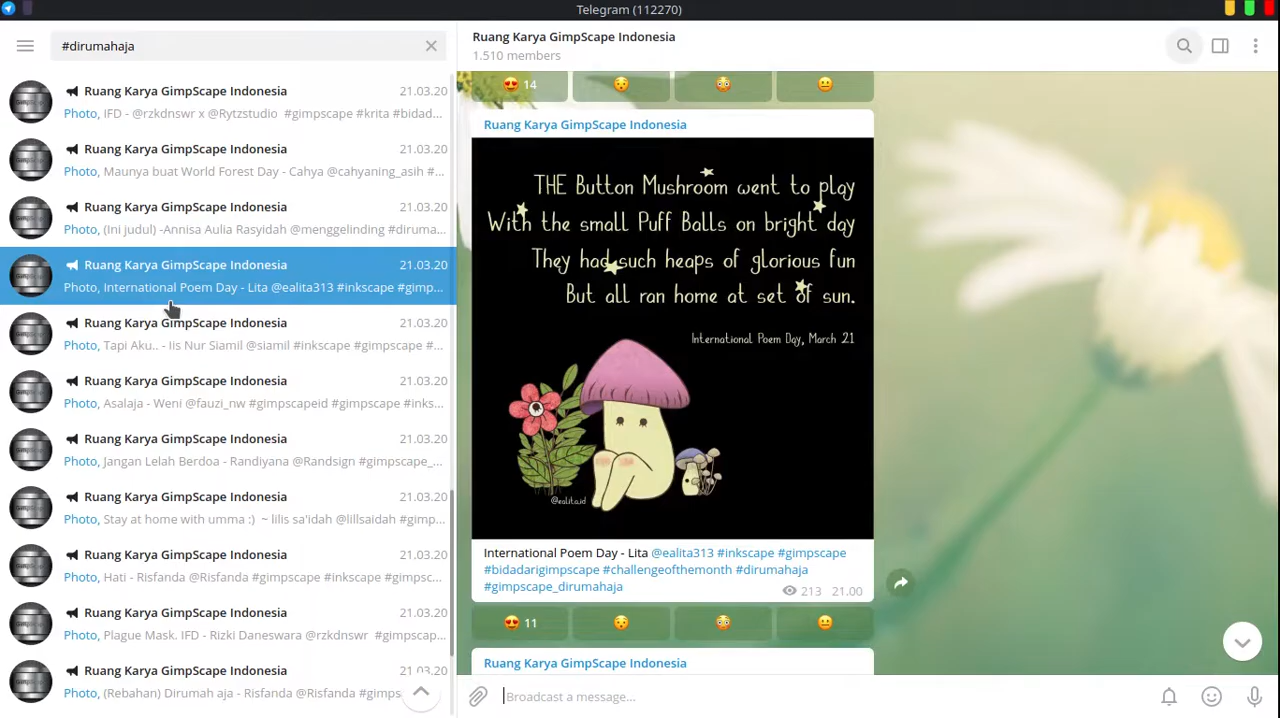 Telegram (112270)
#dirumahaja
Ruang Karya GimpScape Indonesia 21.03.20
Photo, IFD - @rzkdnswr x @Rytzstudio #gimpscape #krita #bidad...
Ruang Karya GimpScape Indonesia 21.03.20
Photo, Maunya buat World Forest Day - Cahya @cahyaning_asih #...
Ruang Karya GimpScape Indonesia 21.03.20
Photo, (Ini judul) -Annisa Aulia Rasyidah @menggelinding #diruma...
Ruang Karya GimpScape Indonesia 21.03.20
Photo, International Poem Day - Lita @ealita313 #inkscape #gimp...
Ruang Karya GimpScape Indonesia 21.03.20
Photo, Tapi Aku.. - Iis Nur Siamil @siamil #inkscape #gimpscape #...
Ruang Karya GimpScape Indonesia 21.03.20
Photo, Asalaja - Weni @fauzi_nw #gimpscapeid #gimpscape #inks...
Ruang Karya GimpScape Indonesia 21.03.20
Photo, Jangan Lelah Berdoa - Randiyana @Randsign #gimpscape_...
Ruang Karya GimpScape Indonesia 21.03.20
Photo, Stay at home with umma :) ~ lilis sa'idah @lillsaidah #gimp...
Ruang Karya GimpScape Indonesia 21.03.20
Photo, Hati - Risfanda @Risfanda #gimpscape #inkscape #gimpsc...
Ruang Karya GimpScape Indonesia 21.03.20
Photo, Plague Mask. IFD - Rizki Daneswara @rzkdnswr #gimpscap...
Ruang Karya GimpScape Indonesia 21.03.20
Photo, (Rebahan) Dirumah aja - Risfanda @Risfanda #gimps
Ruang Karya GimpScape Indonesia
1.510 members
14
Ruang Karya GimpScape Indonesia
THE Button Mushroom went to play
With the small Puff Balls on bright day
They had such heaps of glorious fun
But all ran home at set of sun.
International Poem Day, March 21
@ealita.id
International Poem Day - Lita @ealita313 #inkscape #gimpscape
#bidadarigimpscape #challengeofthemonth #dirumahaja
#gimpscape_dirumahaja
213 21.00
11
Ruang Karya GimpScape Indonesia
Broadcast a message...